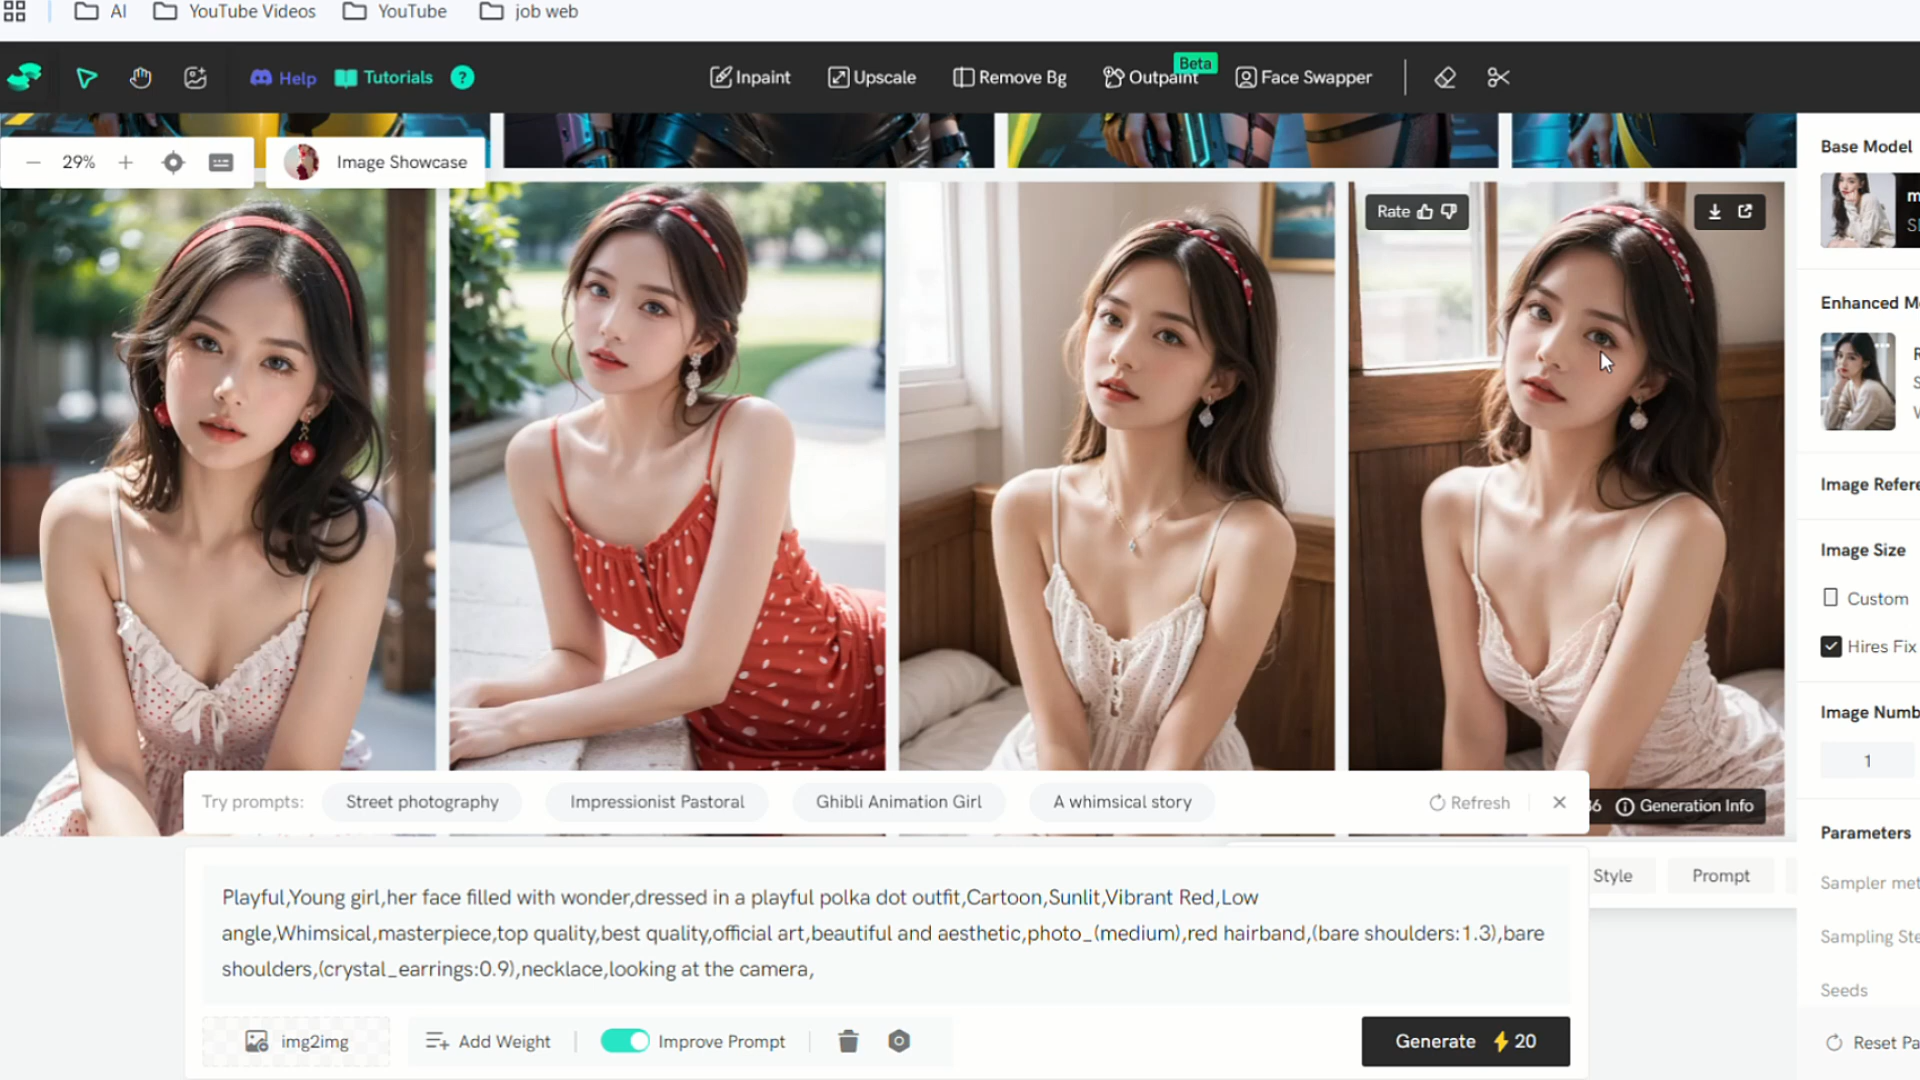 AI YouTube Videos YouTube job web
Help Tutorials ? Inpaint Upscale Remove Bg Outpaint Beta Face Swapper
29% Image Showcase
Rate
Base Model
Enhanced
Image
Image Size
Custom
Hires Fix
Image
1
Try prompts: Street photography Impressionist Pastoral Ghibli Animation Girl A whimsical story Refresh
Generation Info
Parameters
Style Prompt
Sampler
Playful,Young girl,her face filled with wonder,dressed in a playful polka dot outfit,Cartoon,Sunlit,Vibrant Red,Low
angle,Whimsical,masterpiece,top quality,best quality,official art,beautiful and aesthetic,photo_(medium),red hairband,(bare shoulders:1.3),bare
shoulders,(crystal_earrings:0.9),necklace,looking at the camera,
Sampling
Seeds
img2img Add Weight Improve Prompt Generate 20
Reset